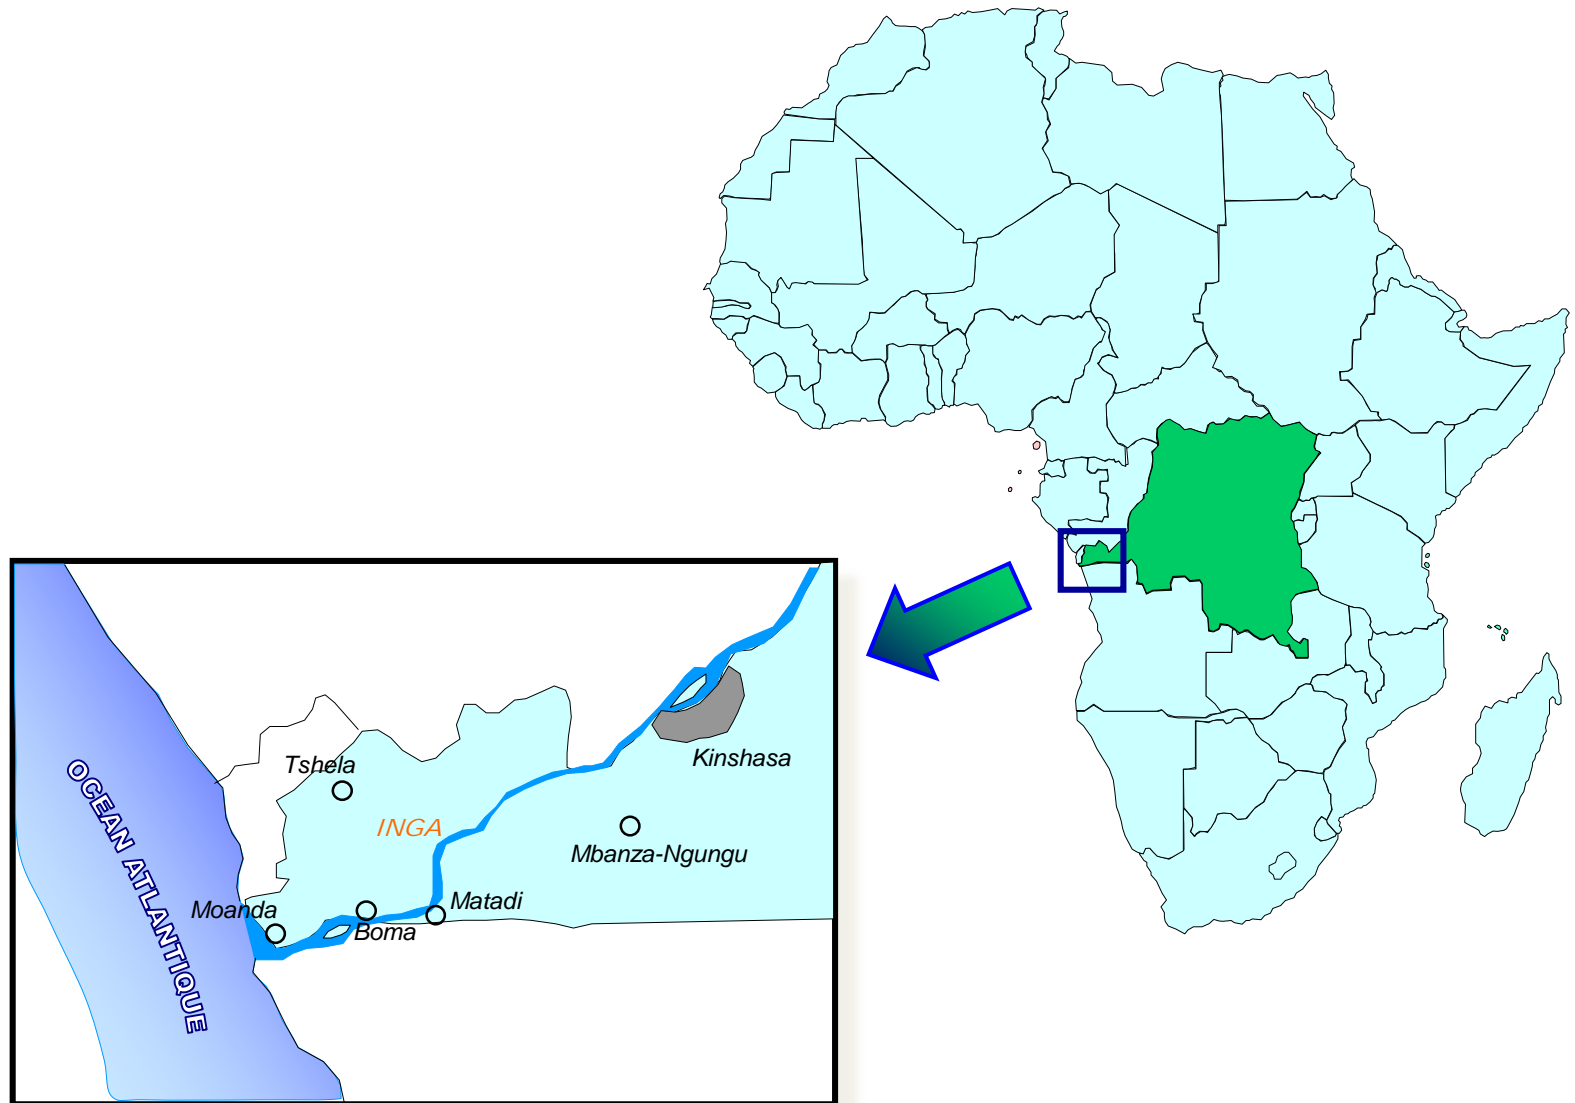 Tshela
Kinshasa
INGA
Mbanza-Ngungu
Moanda
Matadi
Boma
OCEAN ATLANTIQUE